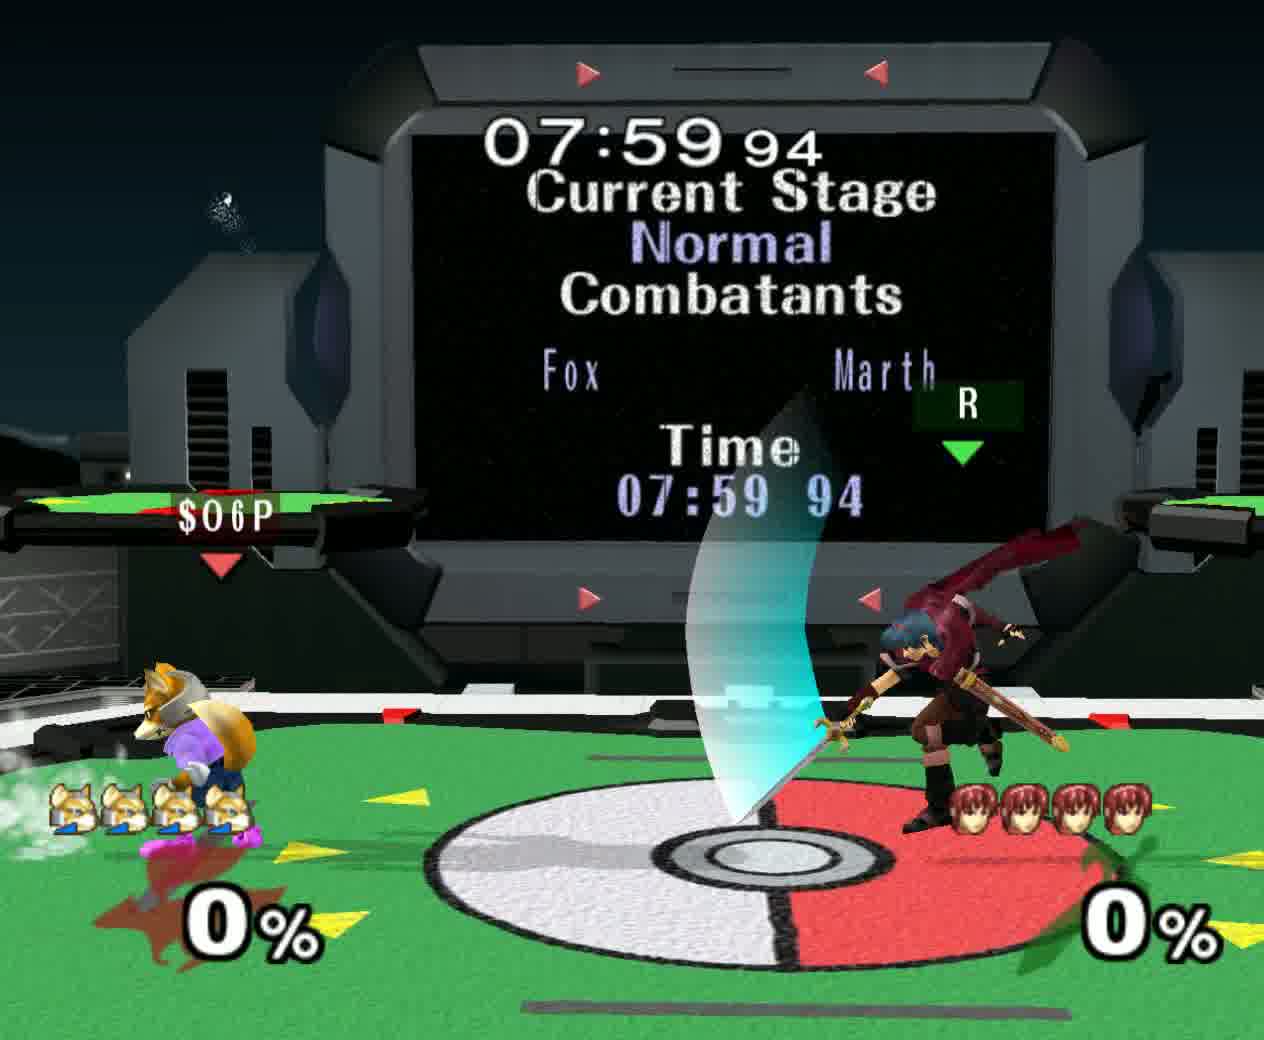 07:59 94
Current Stage
Normal
Combatants
Fox Marth
R
Time
07:59 94
$06P
0%
0%